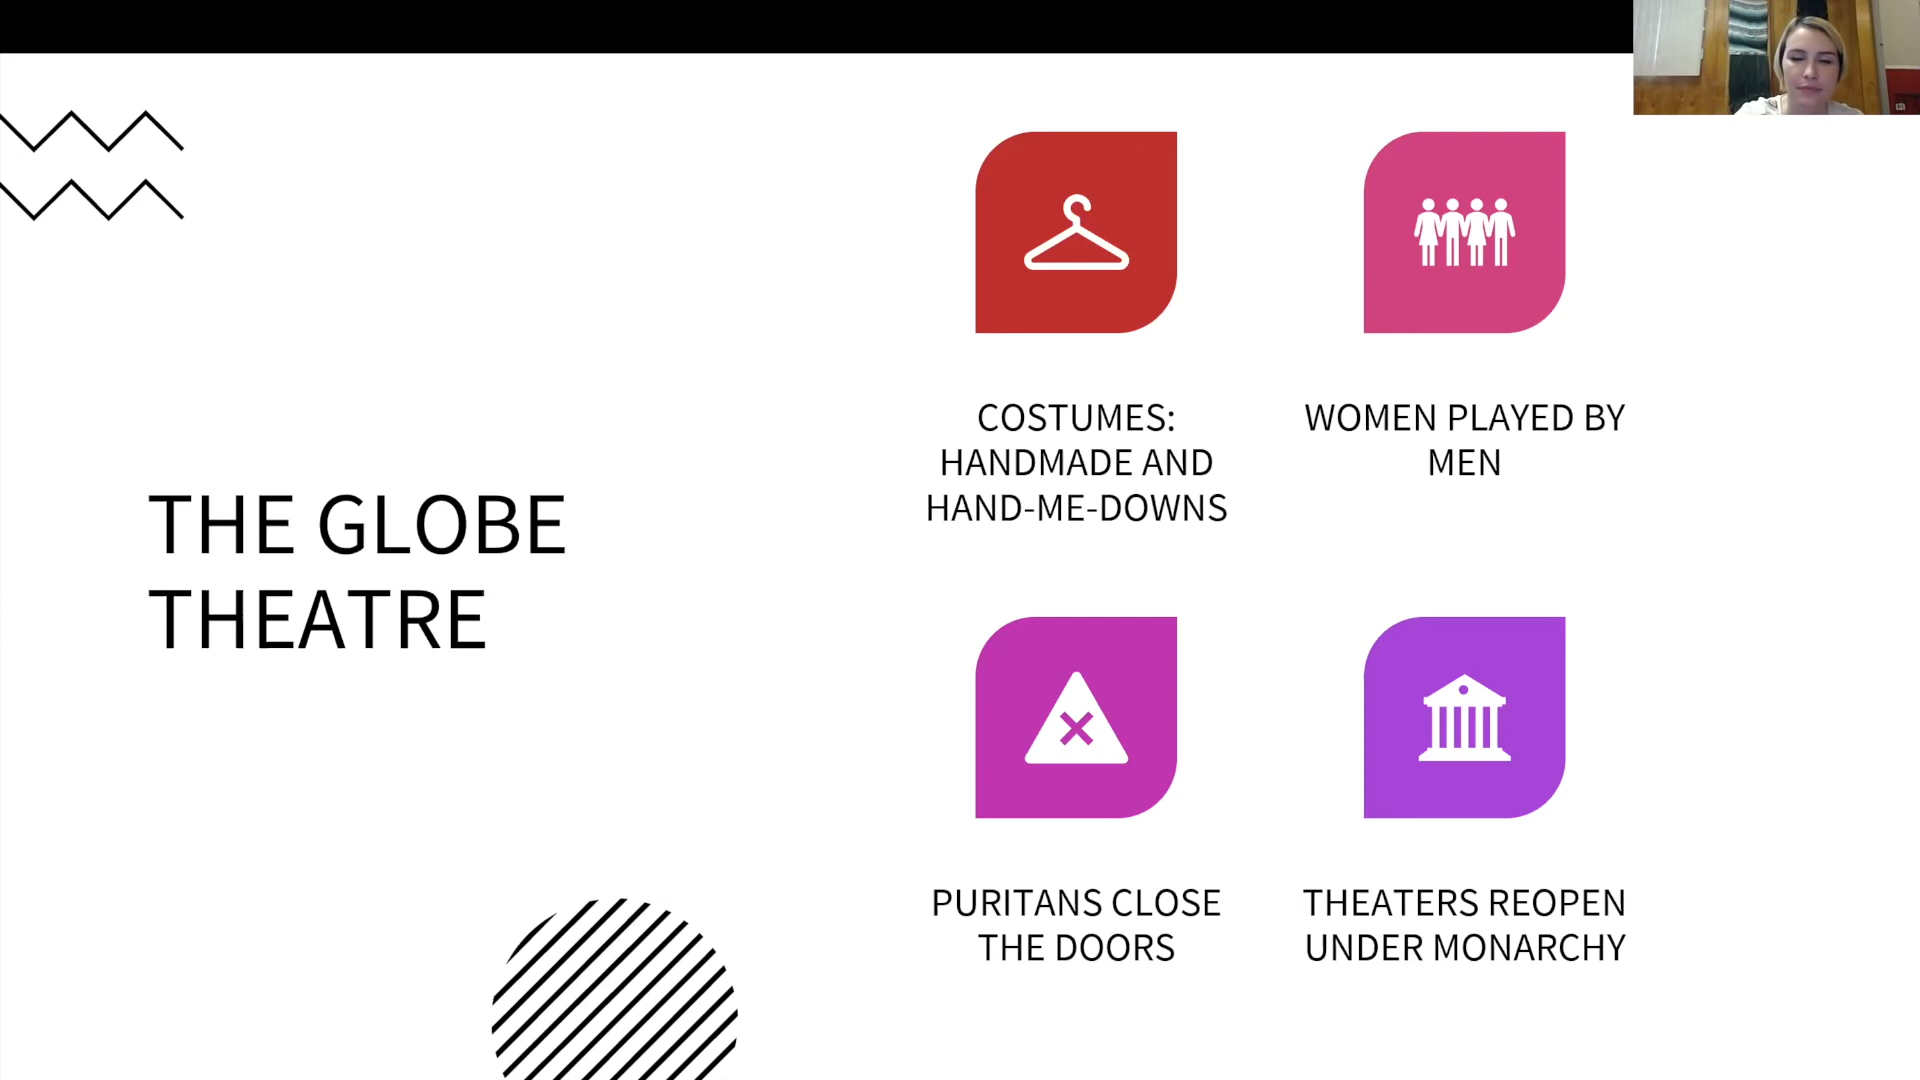 THE GLOBE
THEATRE
COSTUMES:
HANDMADE AND
HAND-ME-DOWNS
WOMEN PLAYED BY
MEN
PURITANS CLOSE
THE DOORS
THEATERS REOPEN
UNDER MONARCHY